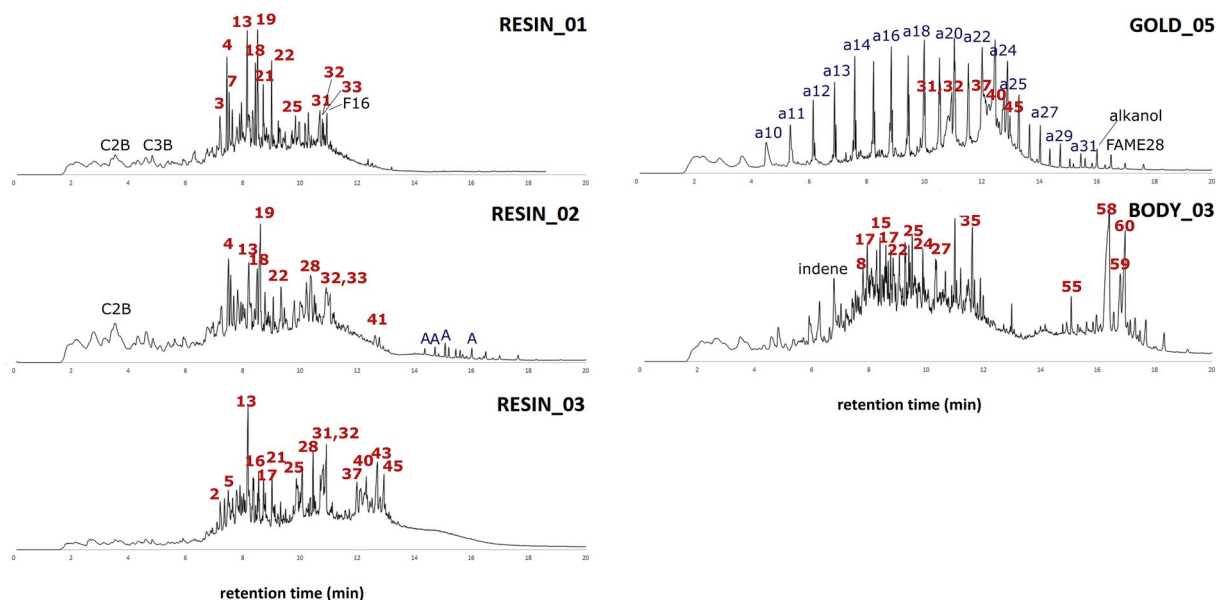 RESIN_01
13 19
4 18 22
7 21 32
3 25 31 33
F16
C2B C3B
0 2 4 6 8 10 12 14 16 18 20
RESIN_02
19
4 13 18 28
22 32,33
C2B 41
AA A A
0 2 4 6 8 10 12 14 16 18 20
RESIN_03
13
31,32
16 21 28 43
2 5 17 25 37 40 45
0 2 4 6 8 10 12 14 16 18 20
retention time (min)
GOLD_05
a10 a11 a12 a13 a14 a16 a18 a20 a22 a24
31,32 37 40 45 a25
a27 a29 a31 alkanol
FAME28
0 2 4 6 8 10 12 14 16 18 20
BODY_03
15 25 35 58
17 17 24 60
8 22 27 59
indene 55
0 2 4 6 8 10 12 14 16 18 20
retention time (min)